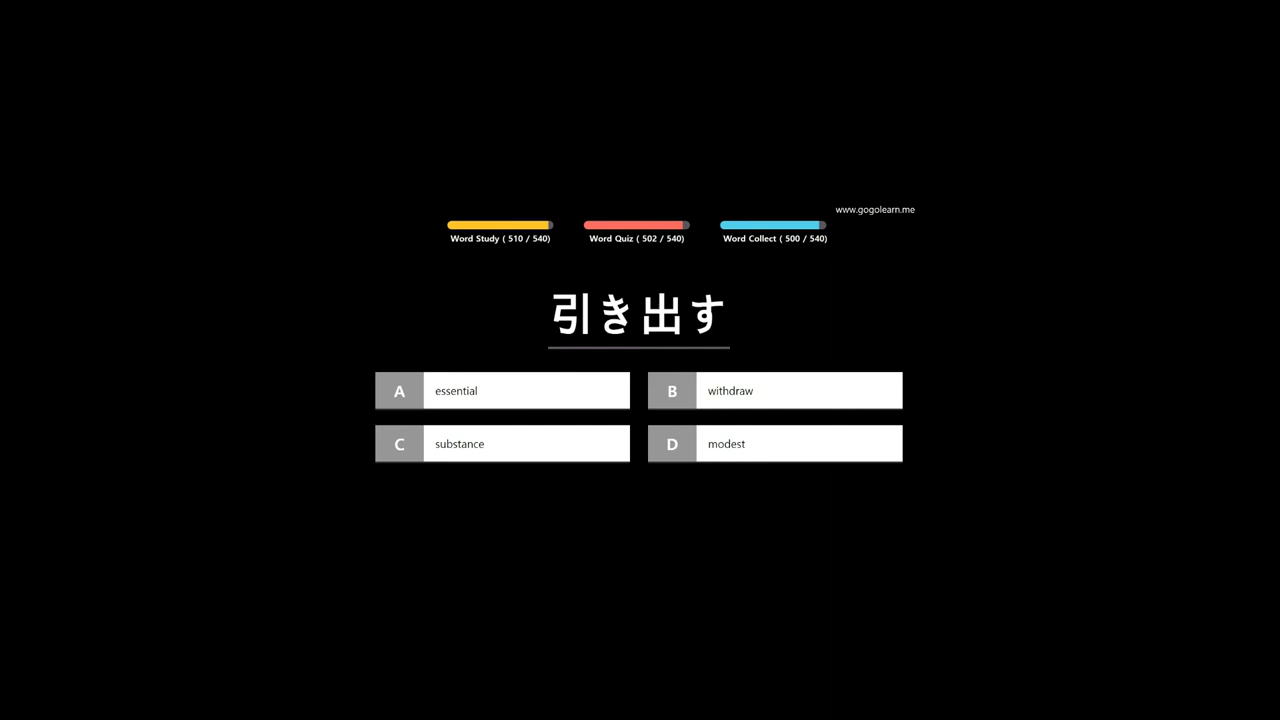 www.gogolearn.me
Word Study ( 510 / 540)
Word Quiz ( 502 / 540)
Word Collect ( 500 / 540)
引き出す
A essential
B withdraw
C substance
D modest